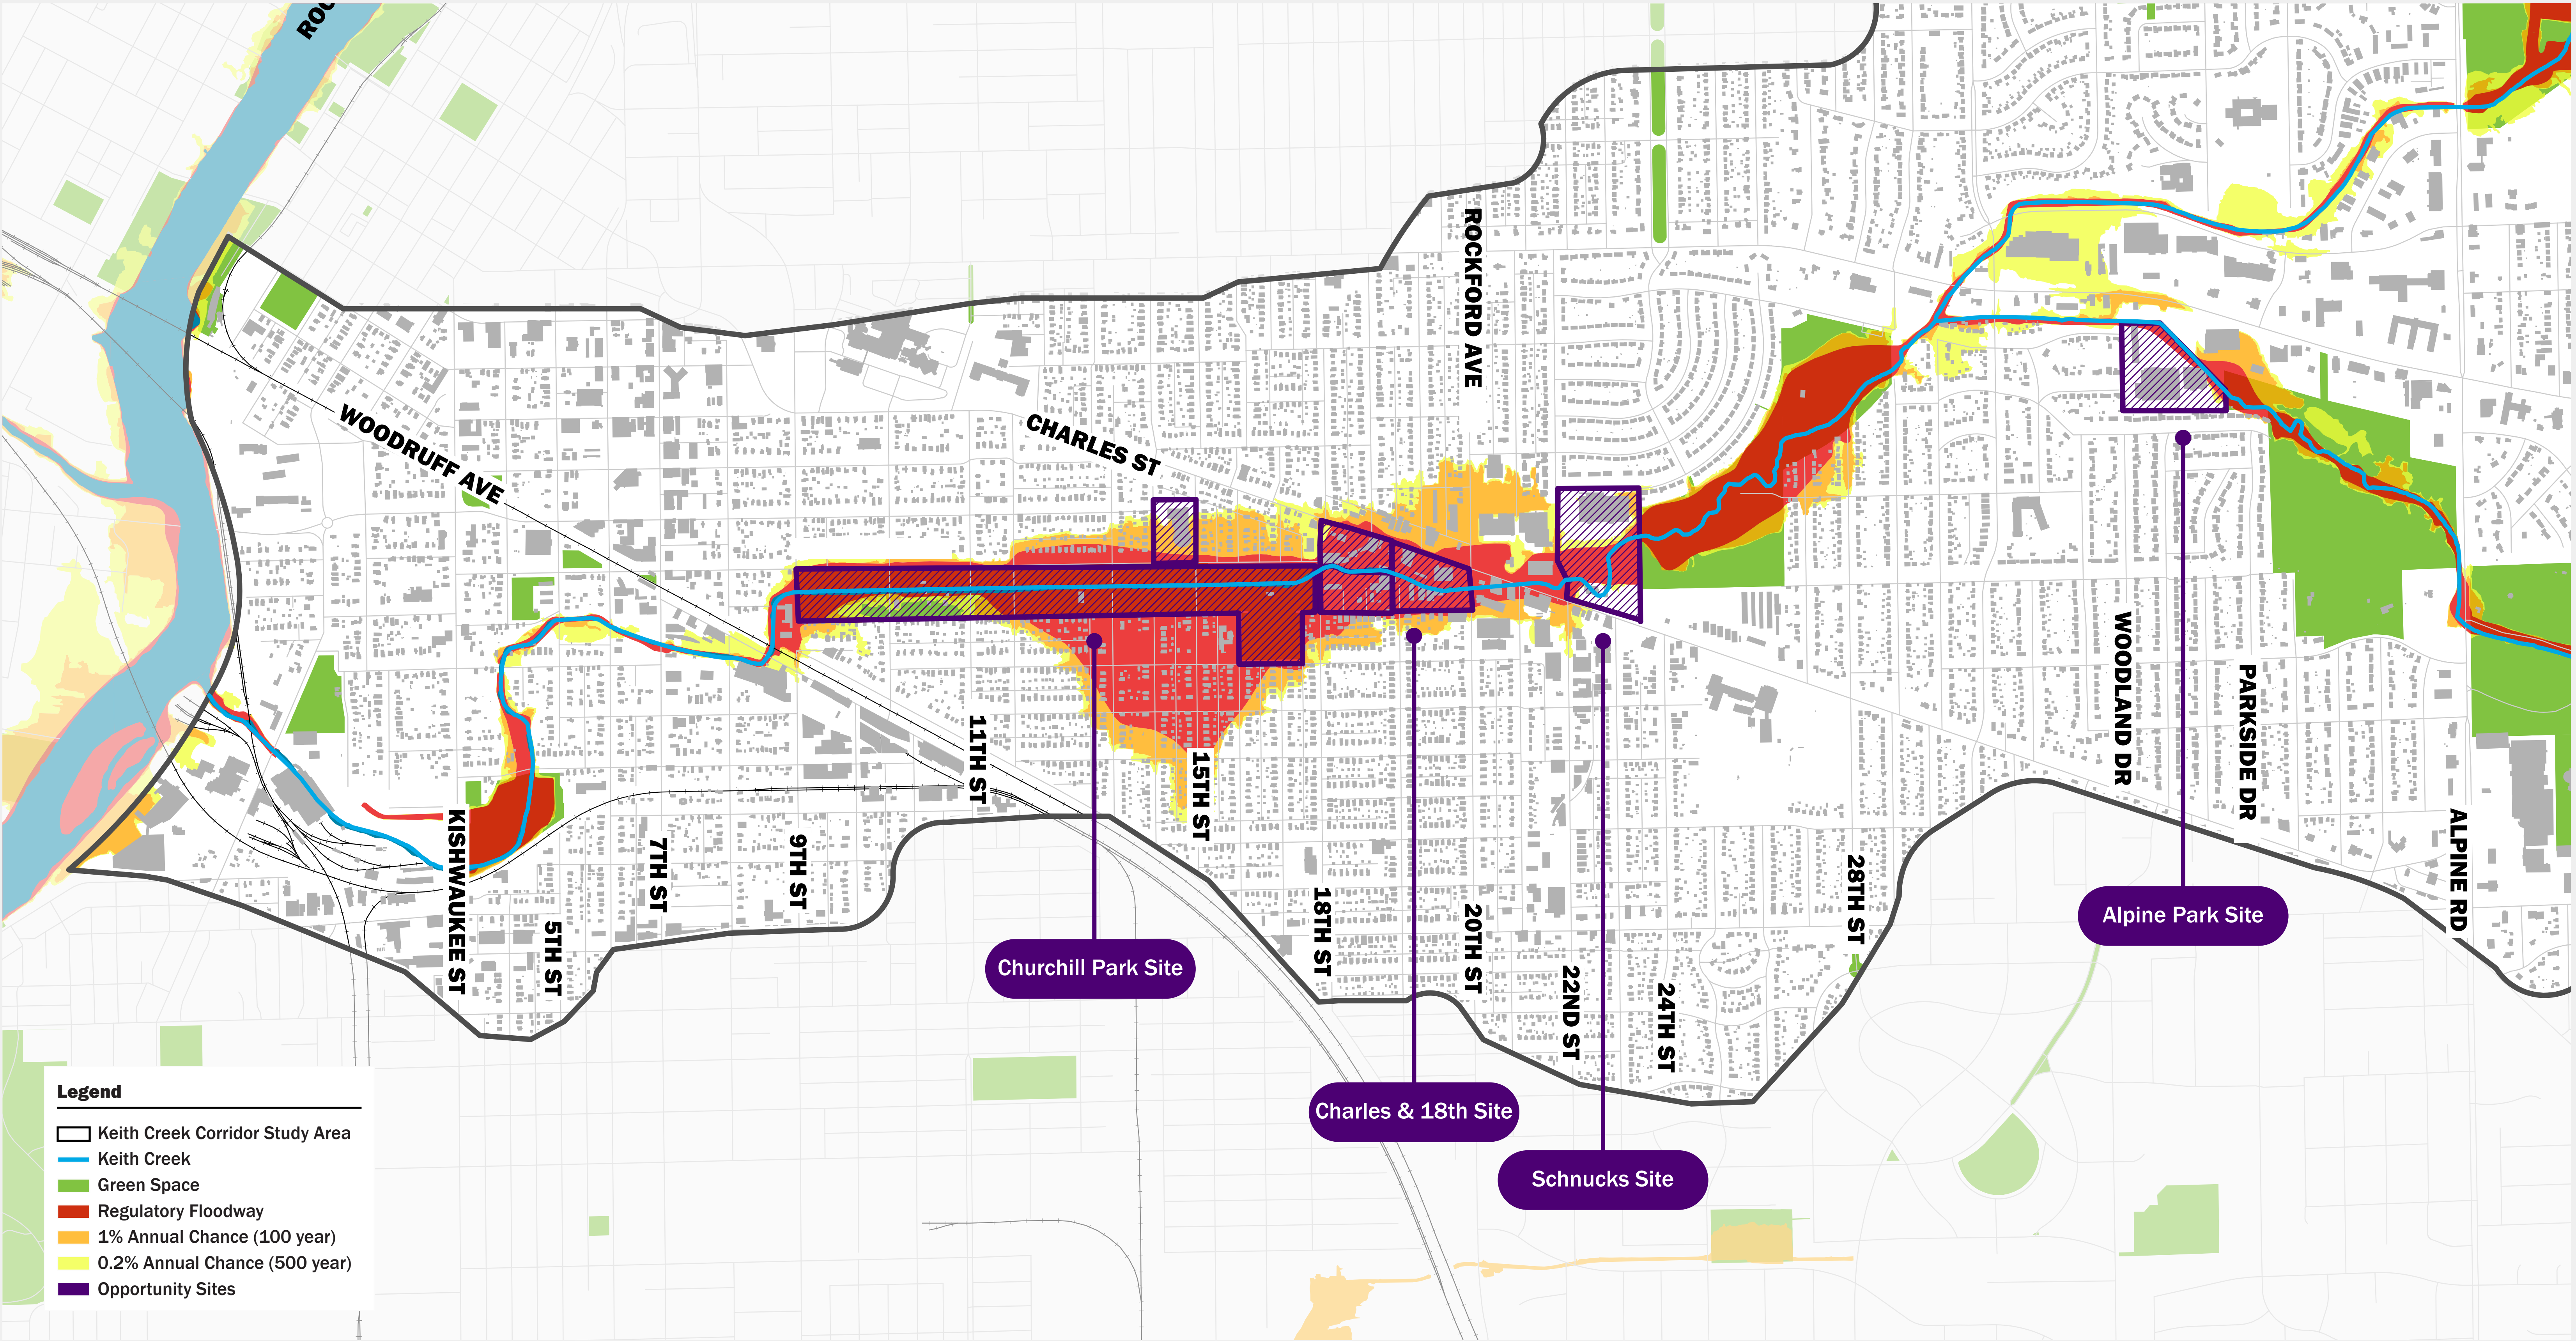 ROCKFORD AVE
WOODRUFF AVE
CHARLES ST
WOODLAND DR
PARKSIDE DR
11TH ST
15TH ST
KISHWAUKEE ST
7TH ST
9TH ST
5TH ST
18TH ST
20TH ST
22ND ST
24TH ST
28TH ST
ALPINE RD
Alpine Park Site
Churchill Park Site
Charles & 18th Site
Schnucks Site
Legend
Keith Creek Corridor Study Area
Keith Creek
Green Space
Regulatory Floodway
1% Annual Chance (100 year)
0.2% Annual Chance (500 year)
Opportunity Sites